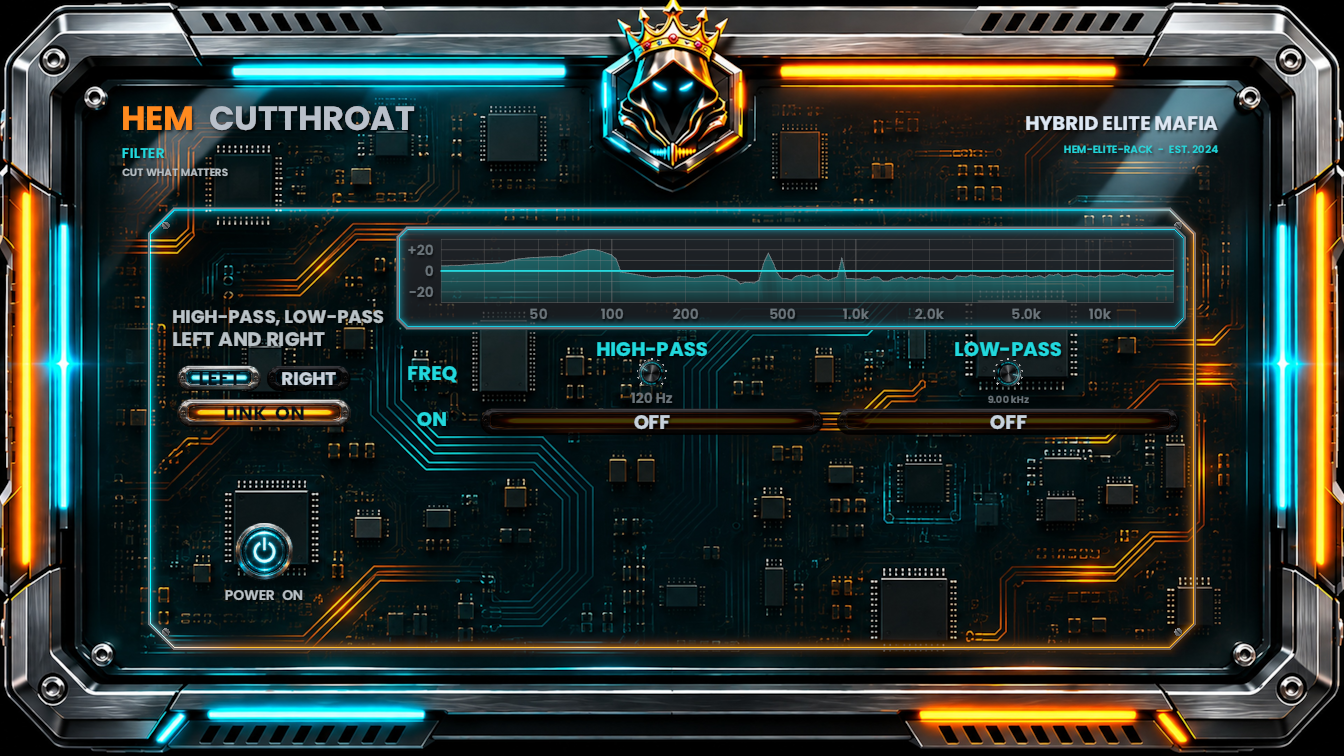 HEM CUTTHROAT
FILTER
CUT WHAT MATTERS
HYBRID ELITE MAFIA
HEM-ELITE-RACK - EST. 2024
+20
0
-20
50 100 200 500 1.0k 2.0k 5.0k 10k
HIGH-PASS, LOW-PASS
LEFT AND RIGHT
LEFT RIGHT
LINK ON
HIGH-PASS LOW-PASS
FREQ
120 Hz 9.00 kHz
ON OFF OFF
POWER ON